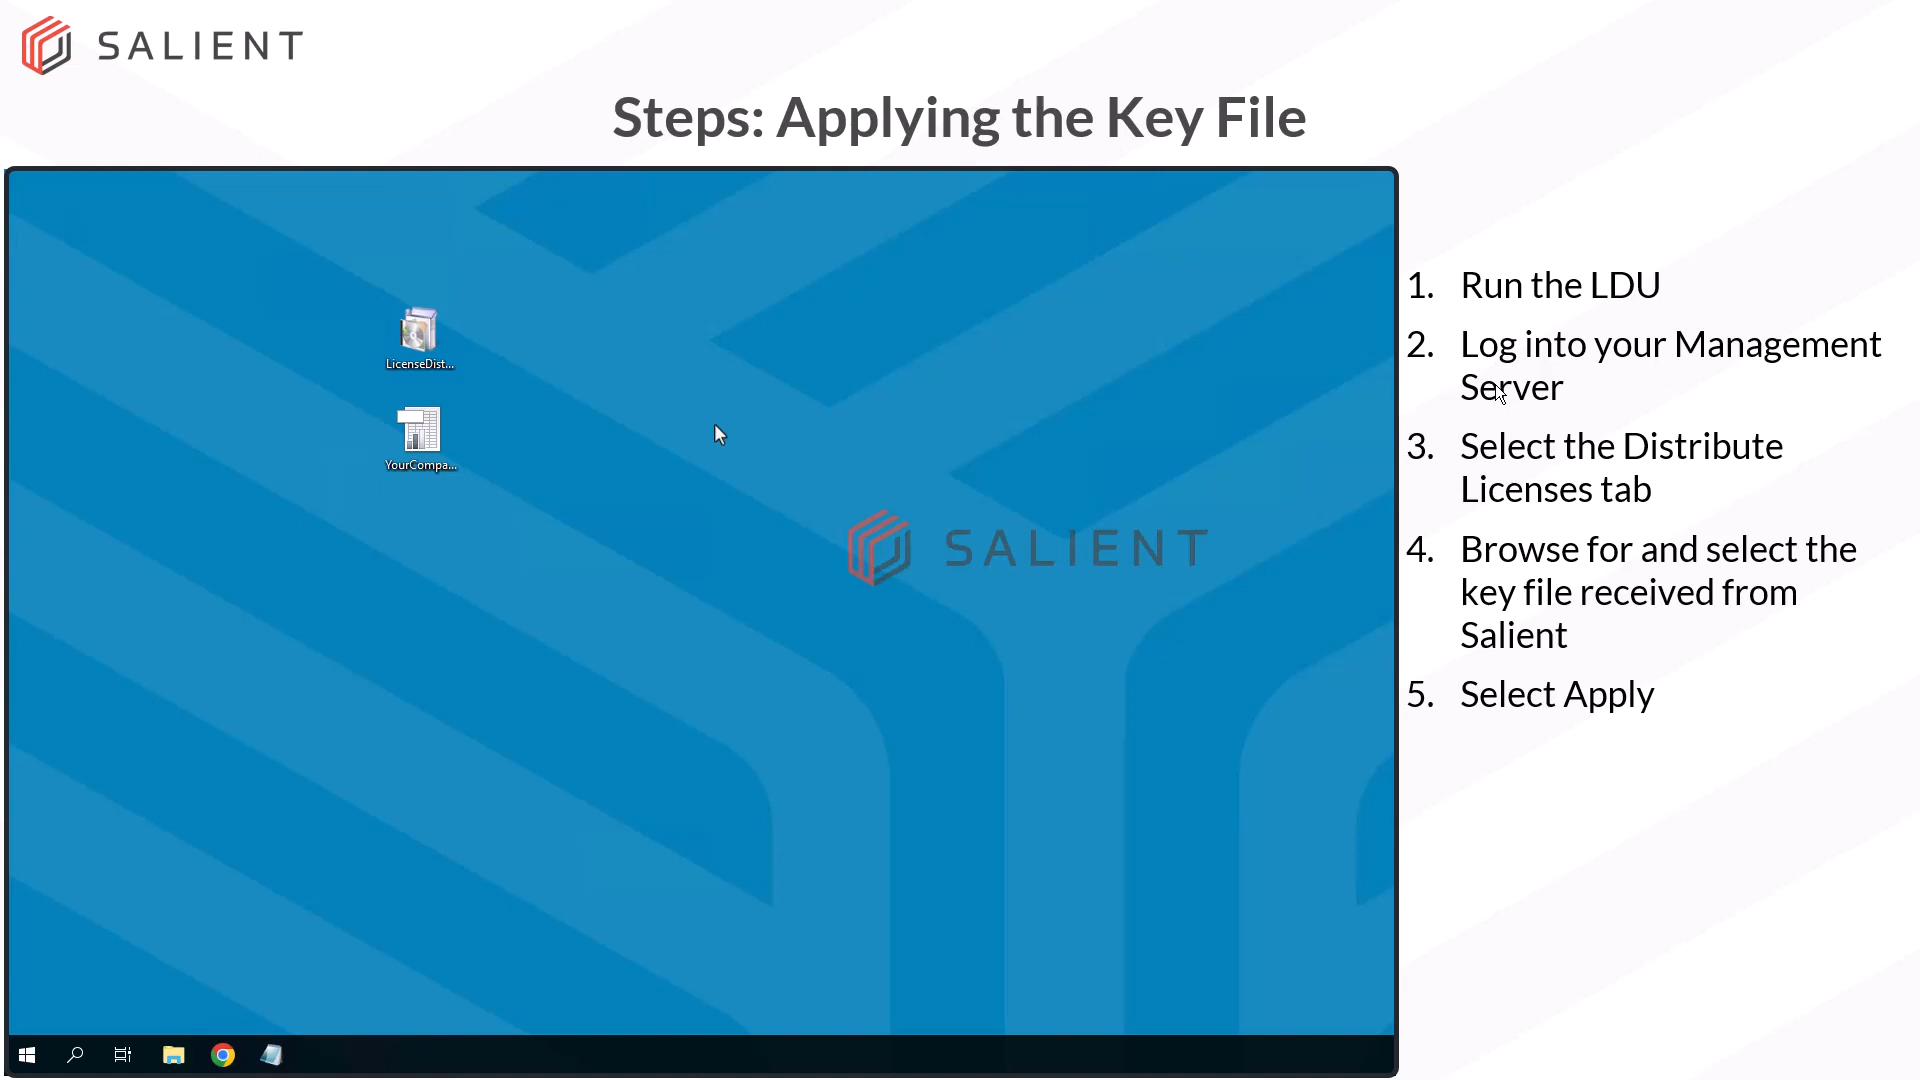 SALIENT
Steps: Applying the Key File
LicenseDist...
YourCompa...
SALIENT
1. Run the LDU
2. Log into your Management
Server
3. Select the Distribute
Licenses tab
4. Browse for and select the
key file received from
Salient
5. Select Apply